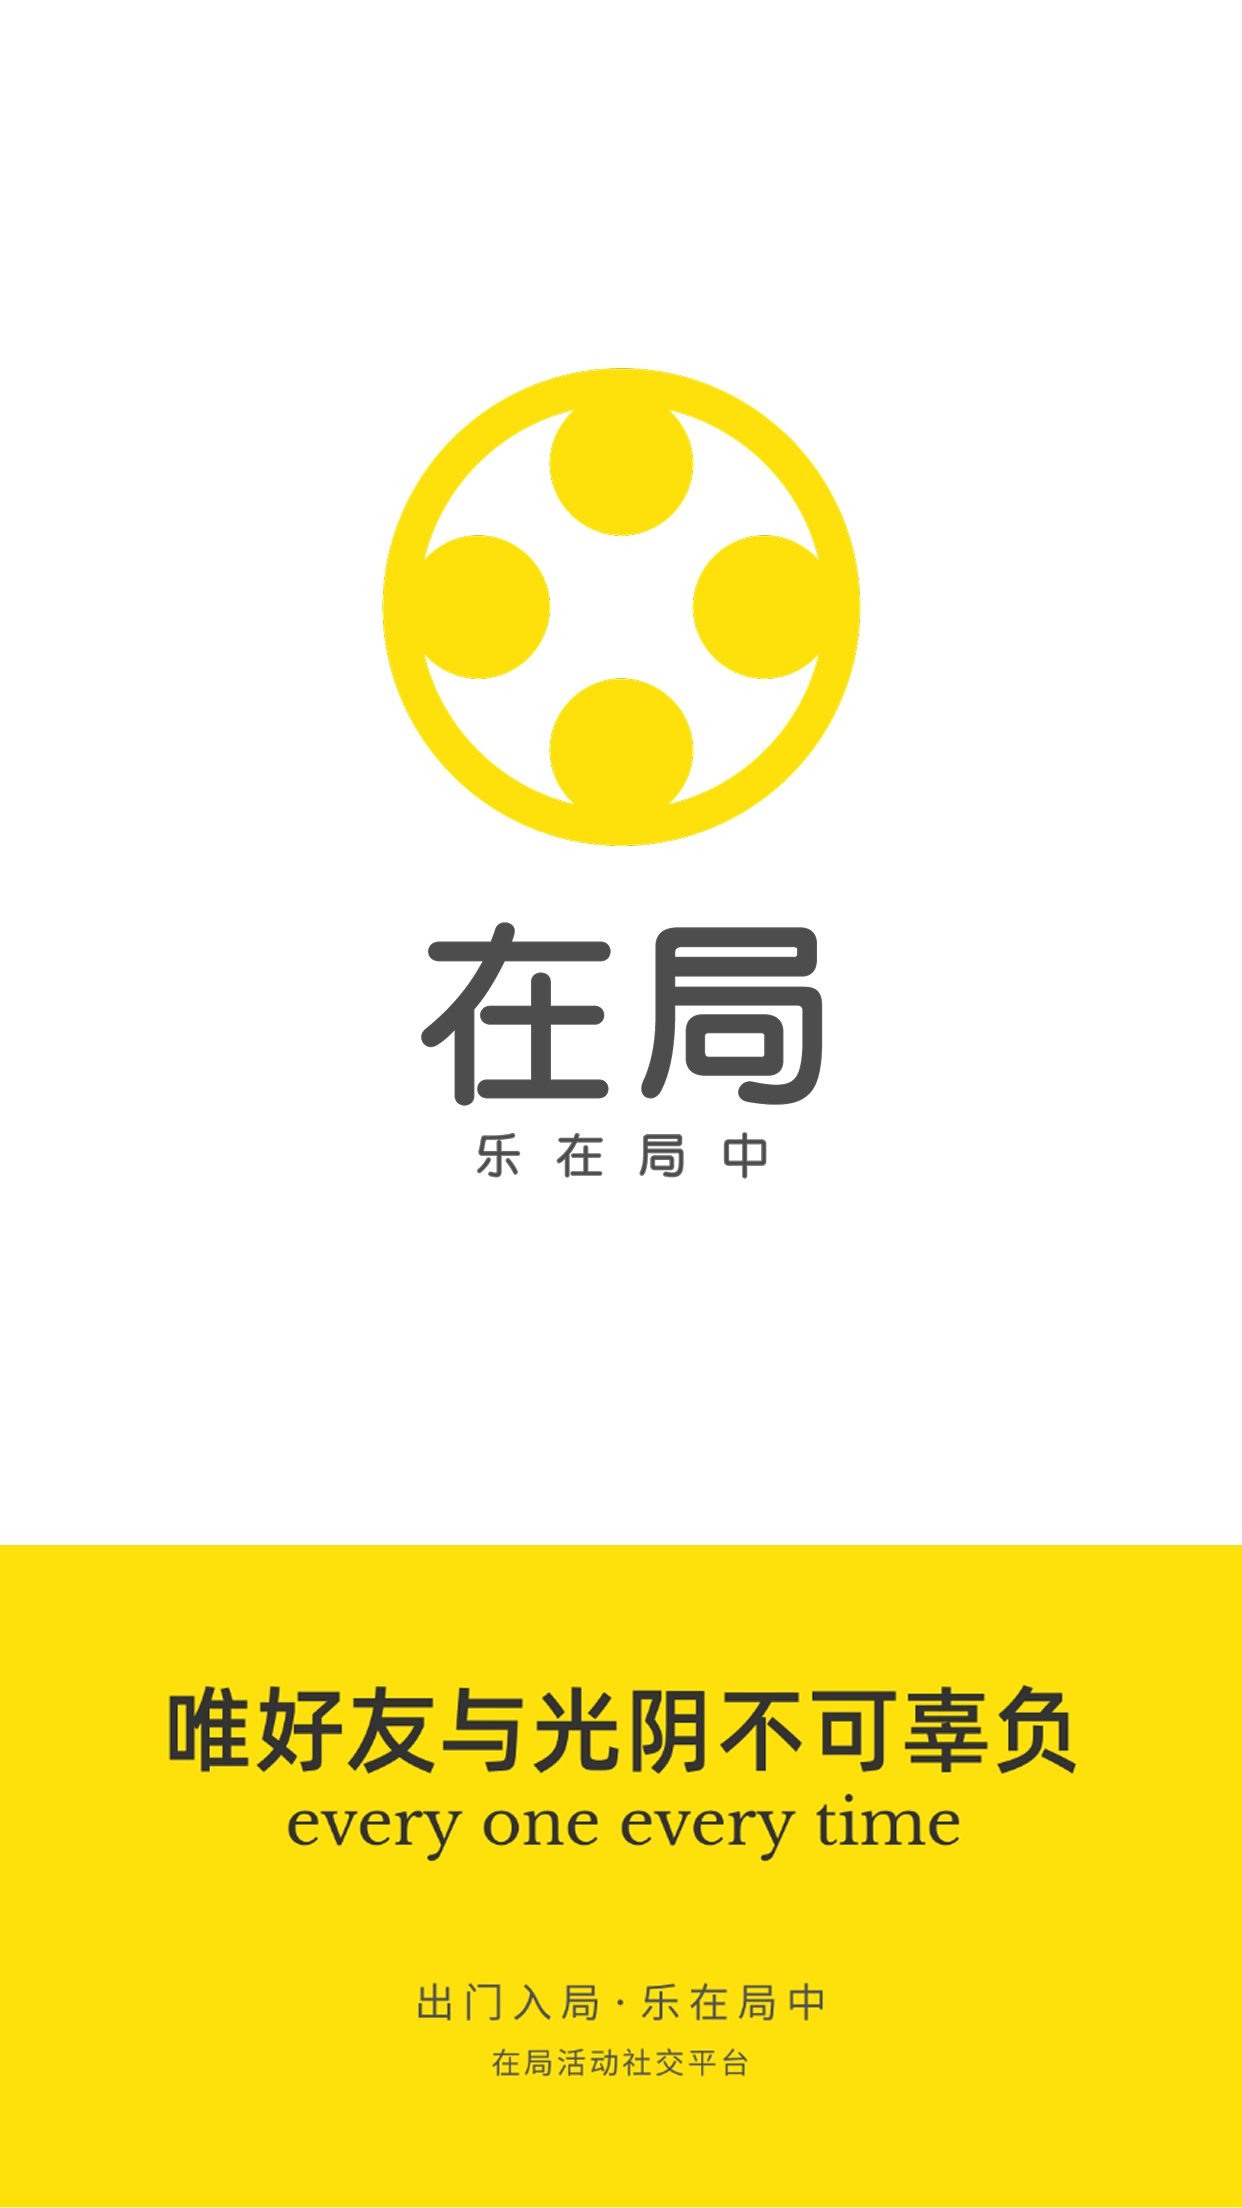 在局
乐在局中
唯好友与光阴不可辜负
every one every time
出门入局·乐在局中
在局活动社交平台